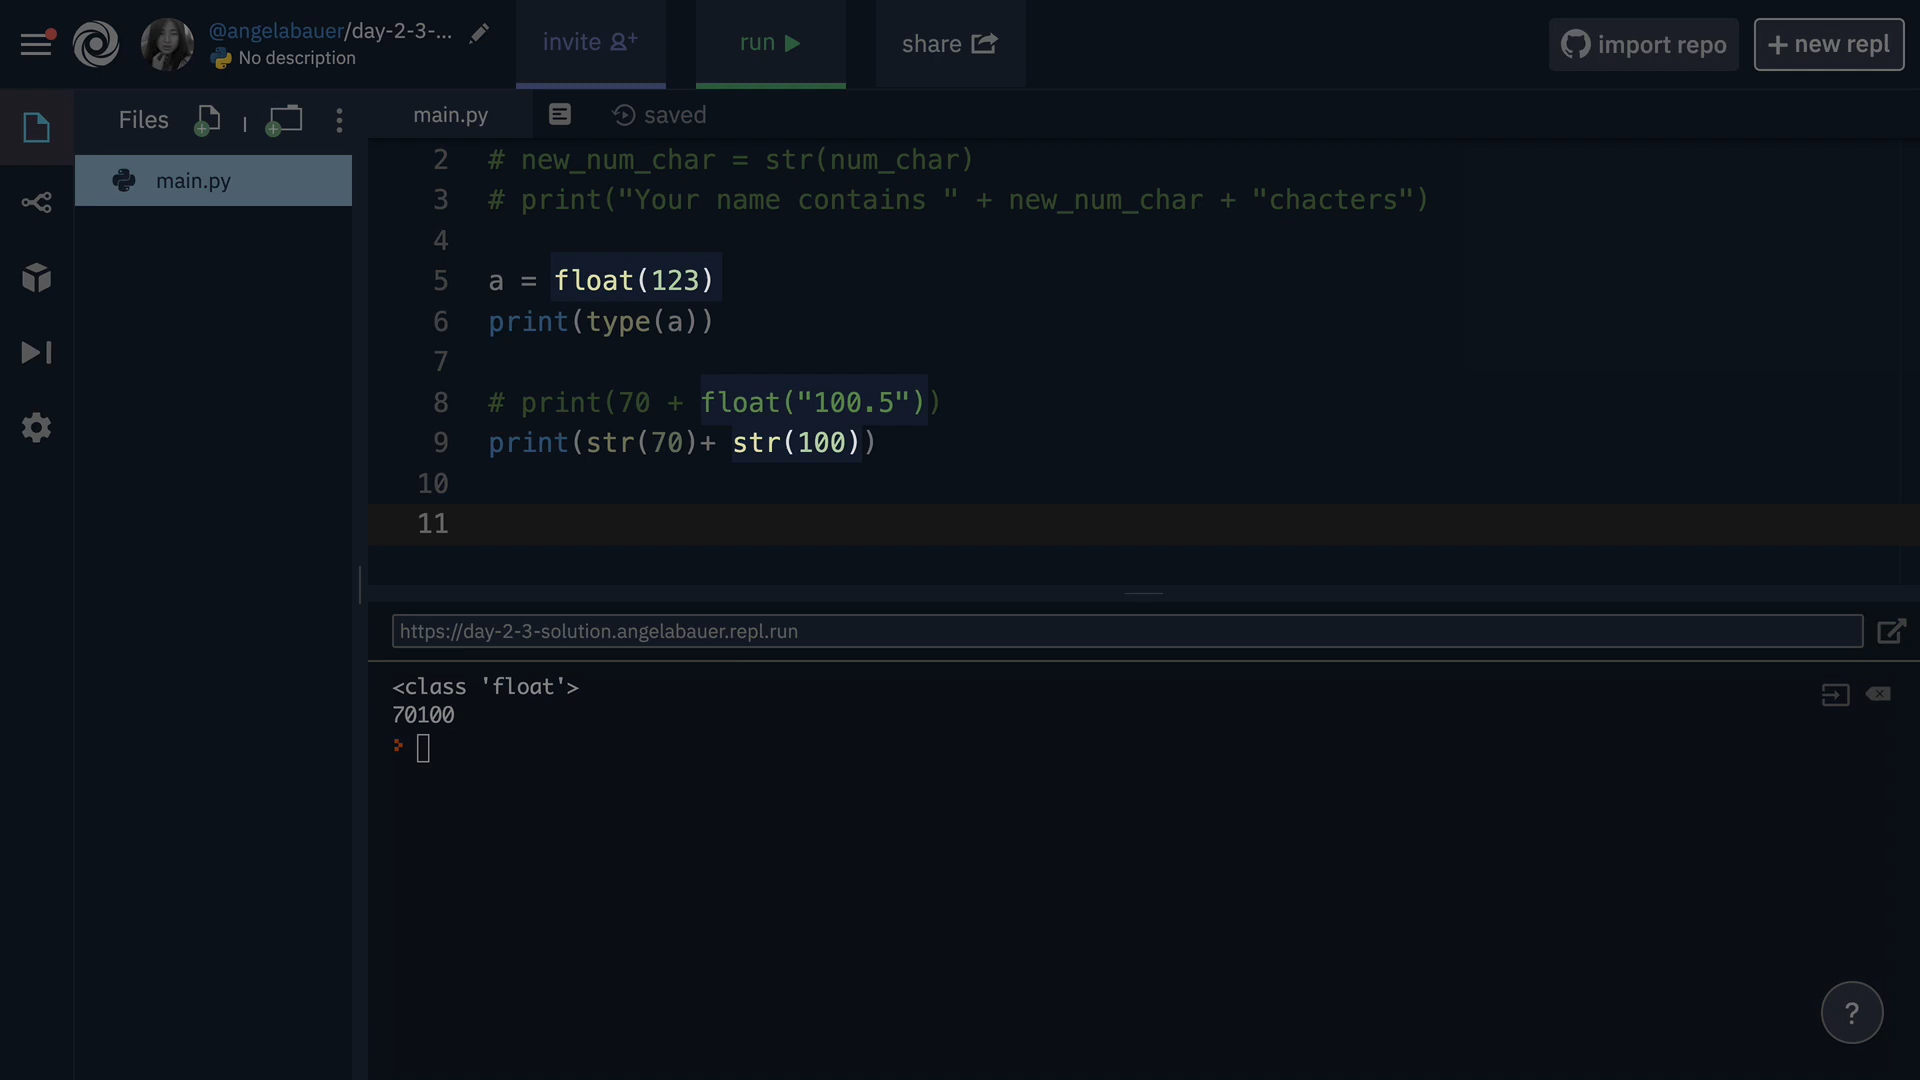 @angelabauer/day-2-3-...
No description
invite
run
share
import repo
+ new repl
Files
main.py
main.py
saved
2 # new_num_char = str(num_char)
3 # print("Your name contains " + new_num_char + "chacters")
4
5 a = float(123)
6 print(type(a))
7
8 # print(70 + float("100.5"))
9 print(str(70)+ str(100))
10
11
https://day-2-3-solution.angelabauer.repl.run
<class 'float'>
70100
?